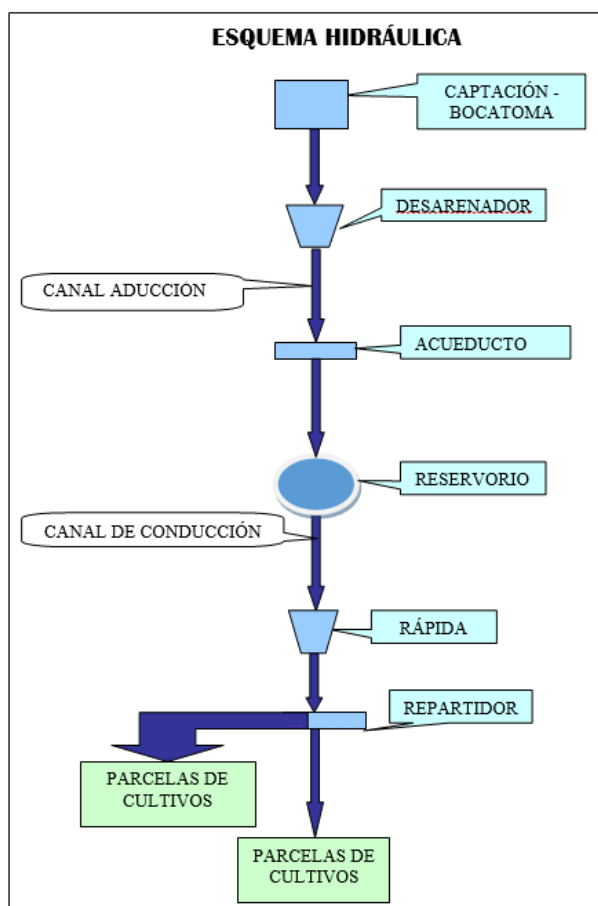 ESQUEMA HIDRÁULICA
CAPTACIÓN -
BOCATOMA
DESARENADOR
CANAL ADUCCIÓN
ACUEDUCTO
RESERVORIO
CANAL DE CONDUCCIÓN
RÁPIDA
REPARTIDOR
PARCELAS DE
CULTIVOS
PARCELAS DE
CULTIVOS